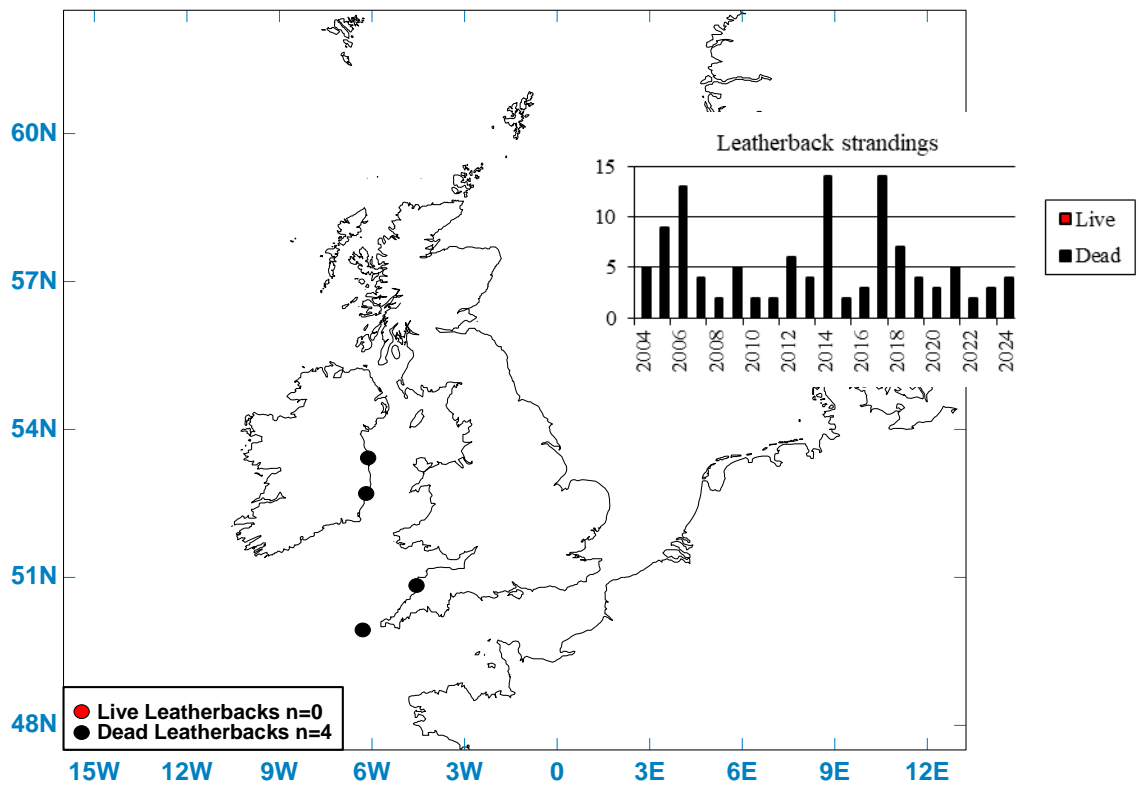 60N
57N
54N
51N
48N
Leatherback strandings
15
10
5
0
2004
2006
2008
2010
2012
2014
2016
2018
2020
2022
2024
Live
Dead
Live Leatherbacks n=0
Dead Leatherbacks n=4
15W 12W 9W 6W 3W 0 3E 6E 9E 12E